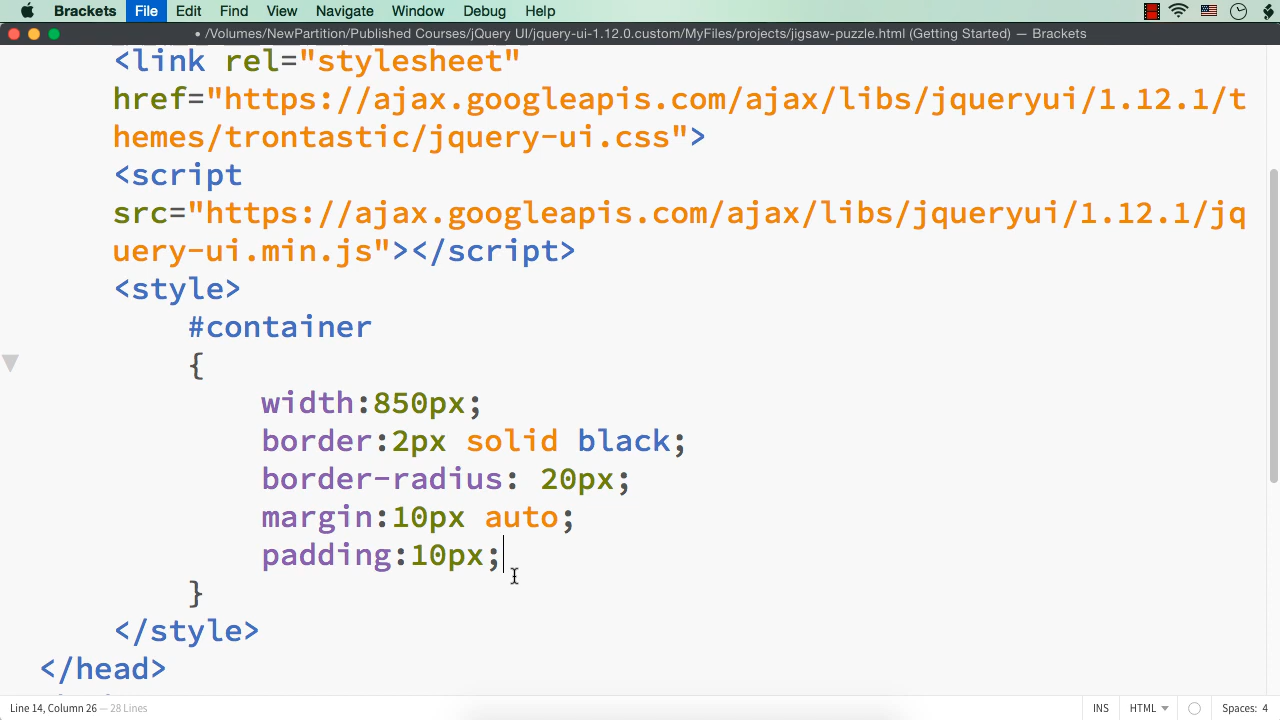 Brackets File Edit Find View Navigate Window Debug Help
• /Volumes/NewPartition/Published Courses/jQuery UI/jquery-ui-1.12.0.custom/MyFiles/projects/jigsaw-puzzle.html (Getting Started) — Brackets
<link rel="stylesheet"
href="https://ajax.googleapis.com/ajax/libs/jqueryui/1.12.1/t
hemes/trontastic/jquery-ui.css">
<script
src="https://ajax.googleapis.com/ajax/libs/jqueryui/1.12.1/jq
uery-ui.min.js"></script>
<style>
#container
{
width:850px;
border:2px solid black;
border-radius: 20px;
margin:10px auto;
padding:10px;
}
</style>
</head>
Line 14, Column 26 — 28 Lines INS HTML Spaces: 4